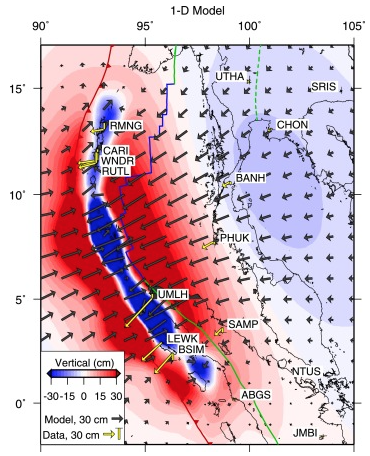 1-D Model
90°
95°
100°
105°
15°
10°
5°
0°
UTHA
SRIS
RMNG
CHON
CARI
WNDR
RUTL
BANH
PHUK
UMLH
SAMP
LEWK
BSIM
NTUS
ABGS
JMBI
Vertical (cm)
-30 -15 0 15 30
Model, 30 cm
Data, 30 cm